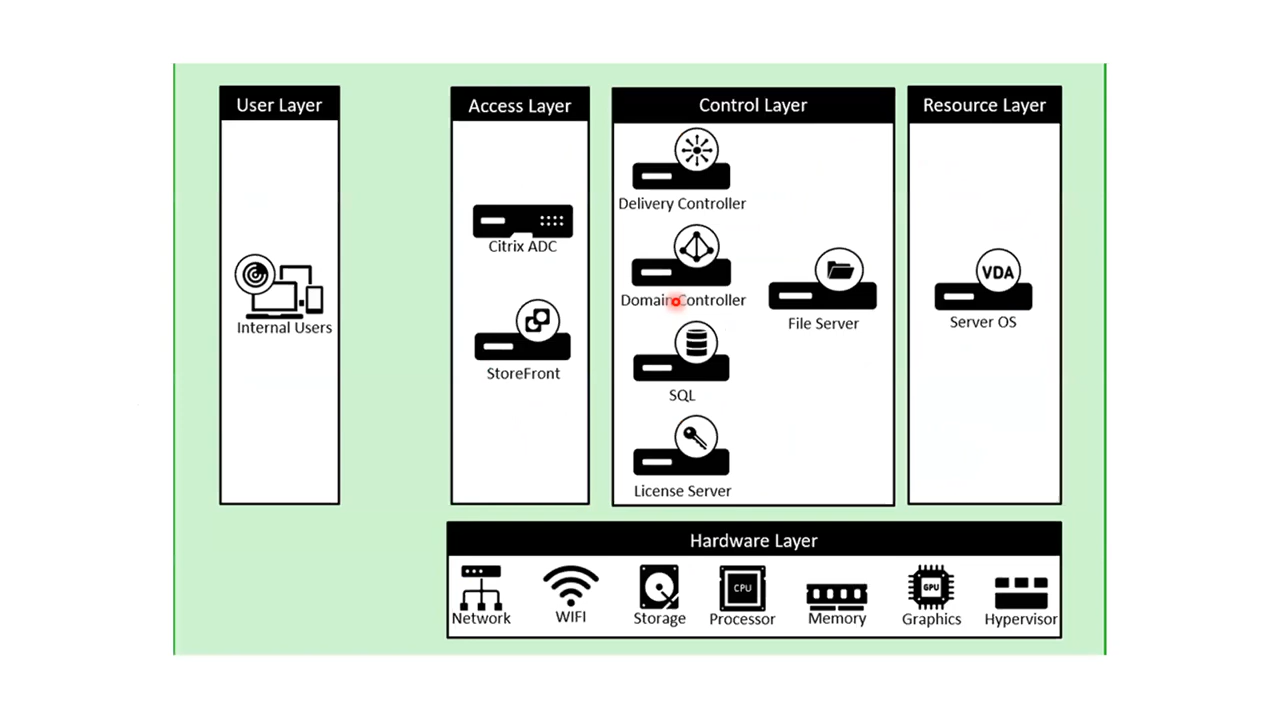 User Layer
Internal Users
Access Layer
Citrix ADC
StoreFront
Control Layer
Delivery Controller
Domain Controller
SQL
License Server
File Server
Resource Layer
VDA
Server OS
Hardware Layer
Network
WIFI
Storage
CPU
Processor
Memory
GPU
Graphics
Hypervisor